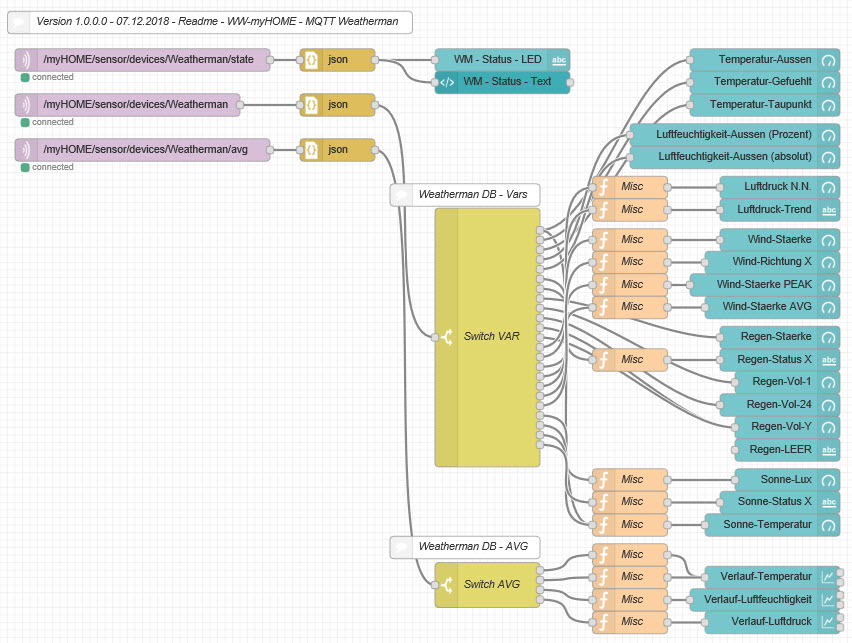 Version 1.0.0.0 - 07.12.2018 - Readme - WW-myHOME - MQTT Weatherman
/myHOME/sensor/devices/Weatherman/state
json
WM - Status - LED
abc
Temperatur-Aussen
connected
WM - Status - Text
Temperatur-Gefuehlt
/myHOME/sensor/devices/Weatherman
json
Temperatur-Taupunkt
connected
Luftfeuchtigkeit-Aussen (Prozent)
/myHOME/sensor/devices/Weatherman/avg
json
Luftfeuchtigkeit-Aussen (absolut)
connected
Weatherman DB - Vars
Misc
Luftdruck N.N.
Misc
Luftdruck-Trend
abc
Misc
Wind-Staerke
Misc
Wind-Richtung X
Misc
Wind-Staerke PEAK
Misc
Wind-Staerke AVG
Switch VAR
Regen-Staerke
Misc
Regen-Status X
abc
Regen-Vol-1
Regen-Vol-24
Regen-Vol-Y
Regen-LEER
abc
Misc
Sonne-Lux
Misc
Sonne-Status X
abc
Misc
Sonne-Temperatur
Weatherman DB - AVG
Misc
Switch AVG
Misc
Verlauf-Temperatur
Misc
Verlauf-Luftfeuchtigkeit
Misc
Verlauf-Luftdruck